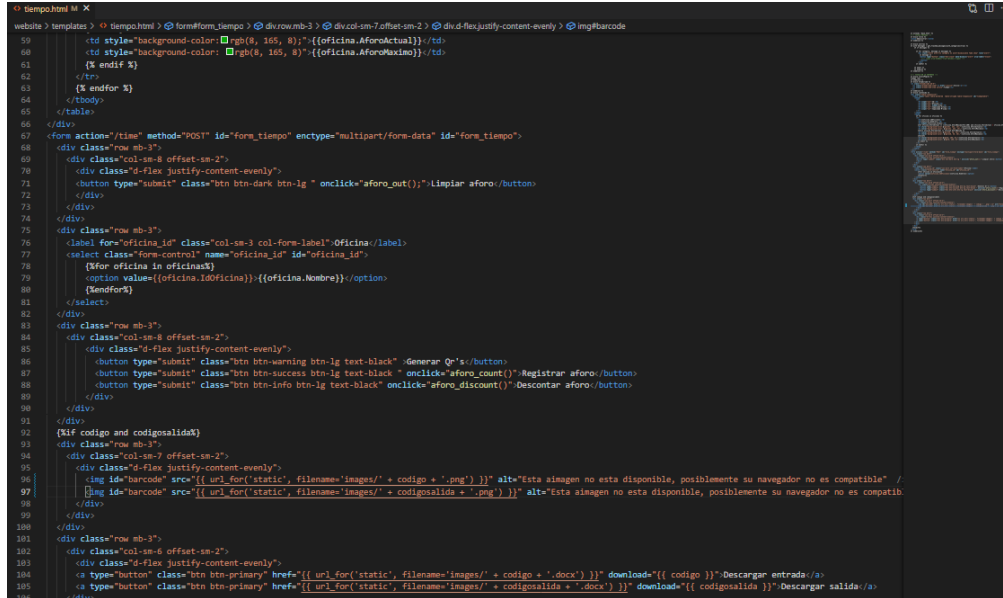 tiempo.html M
website > templates > tiempo.html > form#form_tiempo > div.row.mb-3 > div.col-sm-7.offset-sm-2 > div.d-flex.justify-content-evenly > img#barcode
59 <td style="background-color: rgb(8, 165, 8);">{{oficina.AforoActual}}</td>
60 <td style="background-color: rgb(8, 165, 8)">{{oficina.AforoMaximo}}</td>
61 {% endif %}
62 </tr>
63 {% endfor %}
64 </tbody>
65 </table>
66 </div>
67 <form action="/time" method="POST" id="form_tiempo" enctype="multipart/form-data" id="form_tiempo">
68 <div class="row mb-3">
69 <div class="col-sm-8 offset-sm-2">
70 <div class="d-flex justify-content-evenly">
71 <button type="submit" class="btn btn-dark btn-lg " onclick="aforo_out();">Limpiar aforo</button>
72 </div>
73 </div>
74 </div>
75 <div class="row mb-3">
76 <label for="oficina_id" class="col-sm-3 col-form-label">Oficina</label>
77 <select class="form-control" name="oficina_id" id="oficina_id">
78 {%for oficina in oficinas%}
79 <option value={{oficina.IdOficina}}>{{oficina.Nombre}}</option>
80 {%endfor%}
81 </select>
82 </div>
83 <div class="row mb-3">
84 <div class="col-sm-8 offset-sm-2">
85 <div class="d-flex justify-content-evenly">
86 <button type="submit" class="btn btn-warning btn-lg text-black" >Generar Qr's</button>
87 <button type="submit" class="btn btn-success btn-lg text-black " onclick="aforo_count()">Registrar aforo</button>
88 <button type="submit" class="btn btn-info btn-lg text-black" onclick="aforo_discount()">Descontar aforo</button>
89 </div>
90 </div>
91 </div>
92 {%if codigo and codigosalida%}
93 <div class="row mb-3">
94 <div class="col-sm-7 offset-sm-2">
95 <div class="d-flex justify-content-evenly">
96 <img id="barcode" src="{{ url_for('static', filename='images/' + codigo + '.png') }}" alt="Esta aimagen no esta disponible, posiblemente su navegador no es compatible" /
97 <img id="barcode" src="{{ url_for('static', filename='images/' + codigosalida + '.png') }}" alt="Esta aimagen no esta disponible, posiblemente su navegador no es compatib
98 </div>
99 </div>
100 </div>
101 <div class="row mb-3">
102 <div class="col-sm-6 offset-sm-2">
103 <div class="d-flex justify-content-evenly">
104 <a type="button" class="btn btn-primary" href="{{ url_for('static', filename='images/' + codigo + '.docx') }}" download="{{ codigo }}">Descargar entrada</a>
105 <a type="button" class="btn btn-primary" href="{{ url_for('static', filename='images/' + codigosalida + '.docx') }}" download="{{ codigosalida }}">Descargar salida</a>
106 </div>